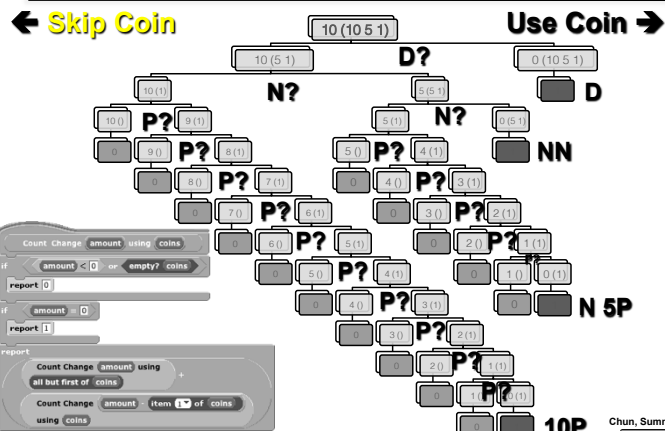 ← Skip Coin
Use Coin →
10 (10 5 1)
10 (5 1)
D?
0 (10 5 1)
10 (1)
N?
5 (5 1)
D
10 ()
P?
9 (1)
5 (1)
N?
0 (5 1)
0
9 ()
P?
8 (1)
5 ()
P?
4 (1)
NN
0
8 ()
P?
7 (1)
0
4 ()
P?
3 (1)
0
7 ()
P?
6 (1)
0
3 ()
P?
2 (1)
0
6 ()
P?
5 (1)
0
2 ()
P?
1 (1)
0
5 ()
P?
4 (1)
0
1 ()
P?
0 (1)
0
4 ()
P?
3 (1)
0
N 5P
0
3 ()
P?
2 (1)
0
2 ()
P?
1 (1)
0
P?
0
10P
Count Change amount using coins
if amount < 0 or empty? coins
report 0
if amount = 0
report 1
report
Count Change amount using
all but first of coins
+
Count Change amount - item 1 of coins
using coins
Chun,